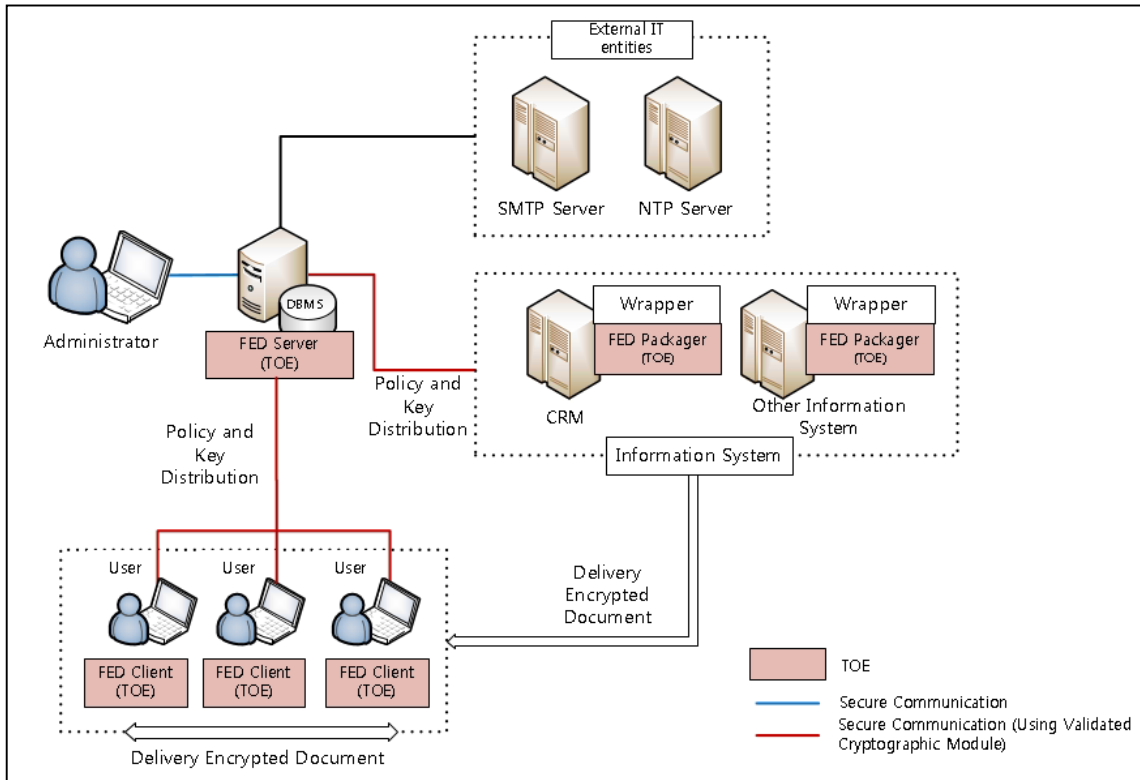 External IT
entities
SMTP Server
NTP Server
Administrator
DBMS
FED Server
(TOE)
Policy and
Key
Distribution
Wrapper
FED Packager
(TOE)
CRM
Wrapper
FED Packager
(TOE)
Other Information
System
Information System
Policy and
Key
Distribution
User
User
User
FED Client
(TOE)
FED Client
(TOE)
FED Client
(TOE)
Delivery Encrypted Document
Delivery
Encrypted
Document
TOE
Secure Communication
Secure Communication (Using Validated
Cryptographic Module)